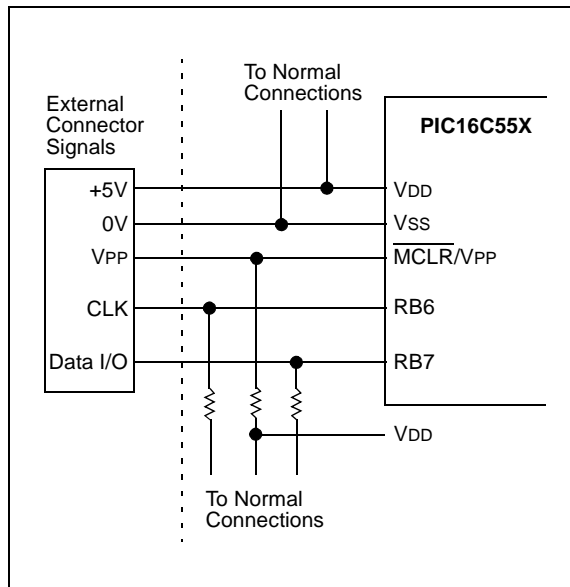 To Normal
Connections
External
Connector
Signals
PIC16C55X
+5V
VDD
0V
VSS
VPP
MCLR/VPP
CLK
RB6
Data I/O
RB7
VDD
To Normal
Connections